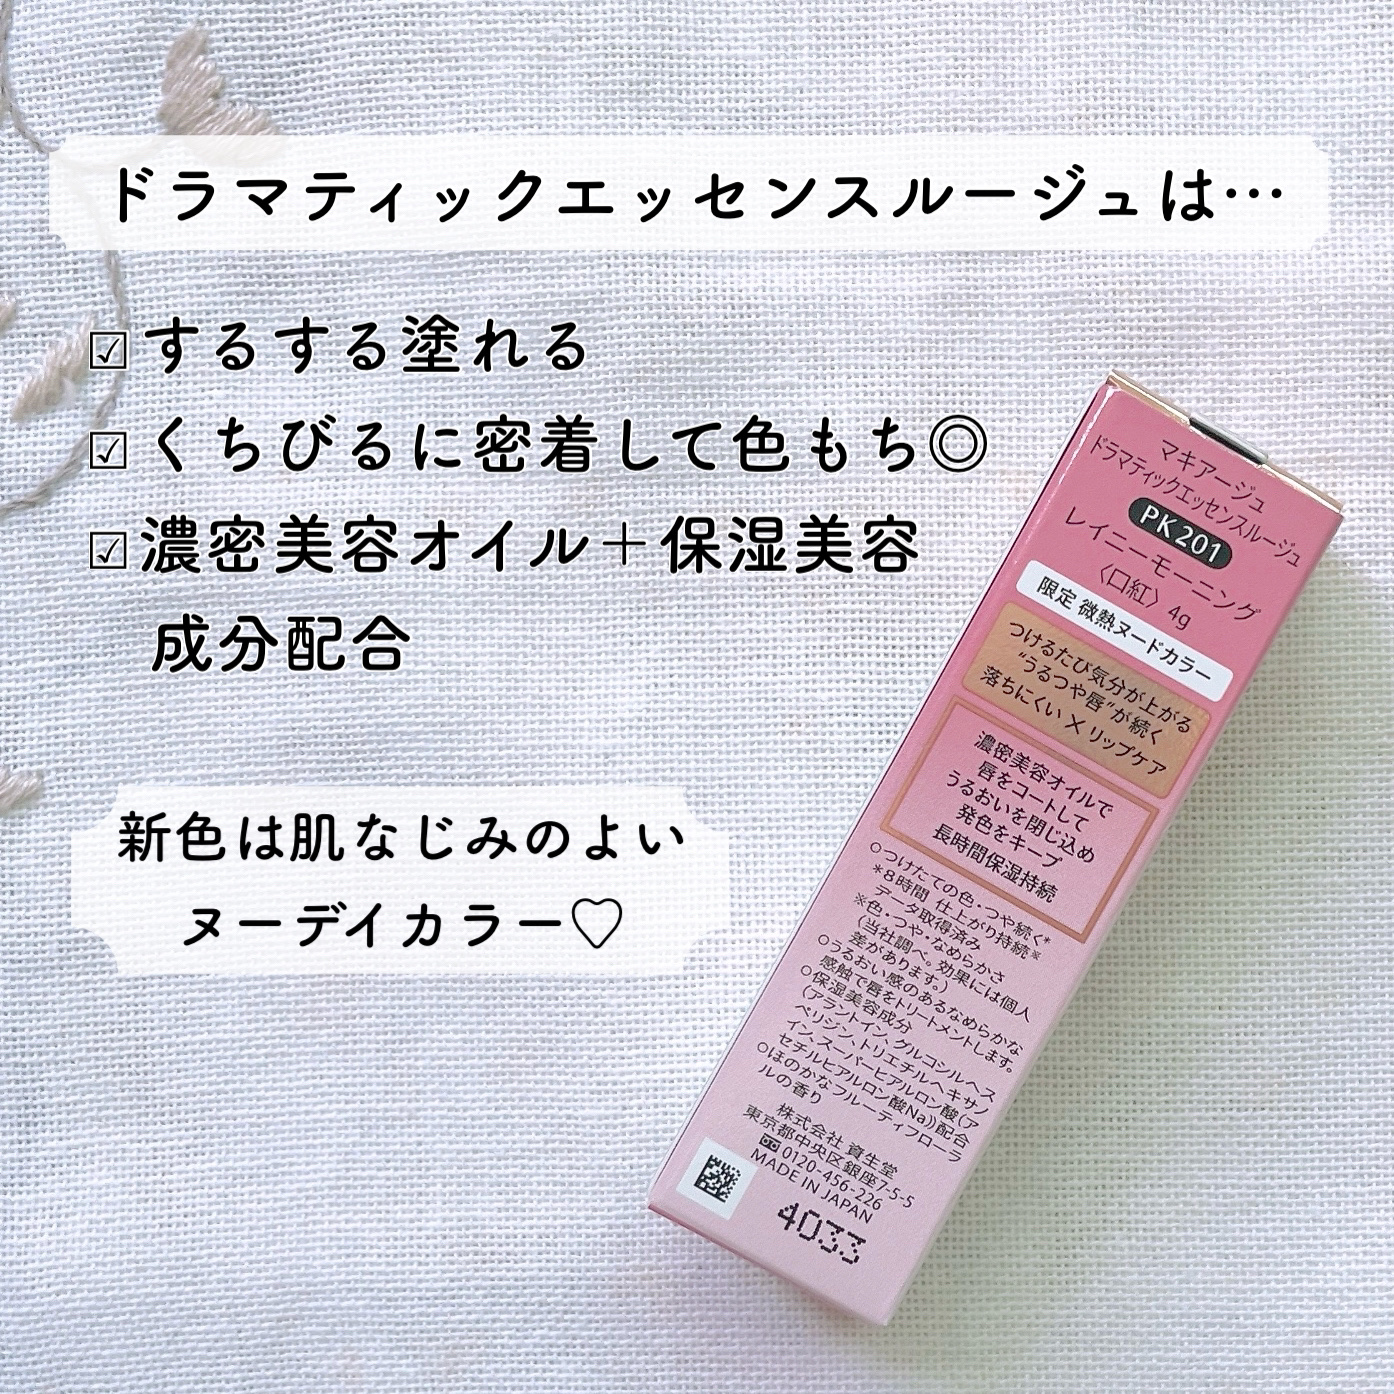 ドラマティックエッセンスルージュは…
☑するする塗れる
☑くちびるに密着して色もち◎
☑濃密美容オイル＋保湿美容
成分配合
新色は肌なじみのよい
ヌーデイカラー♡
マキアージュ
ドラマティックエッセンスルージュ
PK201
レイニーモーニング
〈口紅〉4g
限定 微熱ヌードカラー
つけるたび気分が上がる
“うるつや唇”が続く
落ちにくい×リップケア
濃密美容オイルで
唇をコートして
うるおいを閉じ込め
発色をキープ
長時間保湿持続
○つけたての色・つや続く*
*8時間 仕上がり持続※
データ取得済み
※色・つや・なめらかさ
(当社調べ。効果には個人
差があります。)
○うるおい感のあるなめらかな
感触で唇をトリートメントします。
○保湿美容成分
(アラントイン、グルコシルヘス
ペリジン、トリエチルヘキサノ
イン、スーパーヒアルロン酸(ア
セチルヒアルロン酸Na))配合
○ほのかなフルーティフローラ
ルの香り
株式会社 資生堂
東京都中央区銀座7-5-5
0120-456-226
MADE IN JAPAN
4033